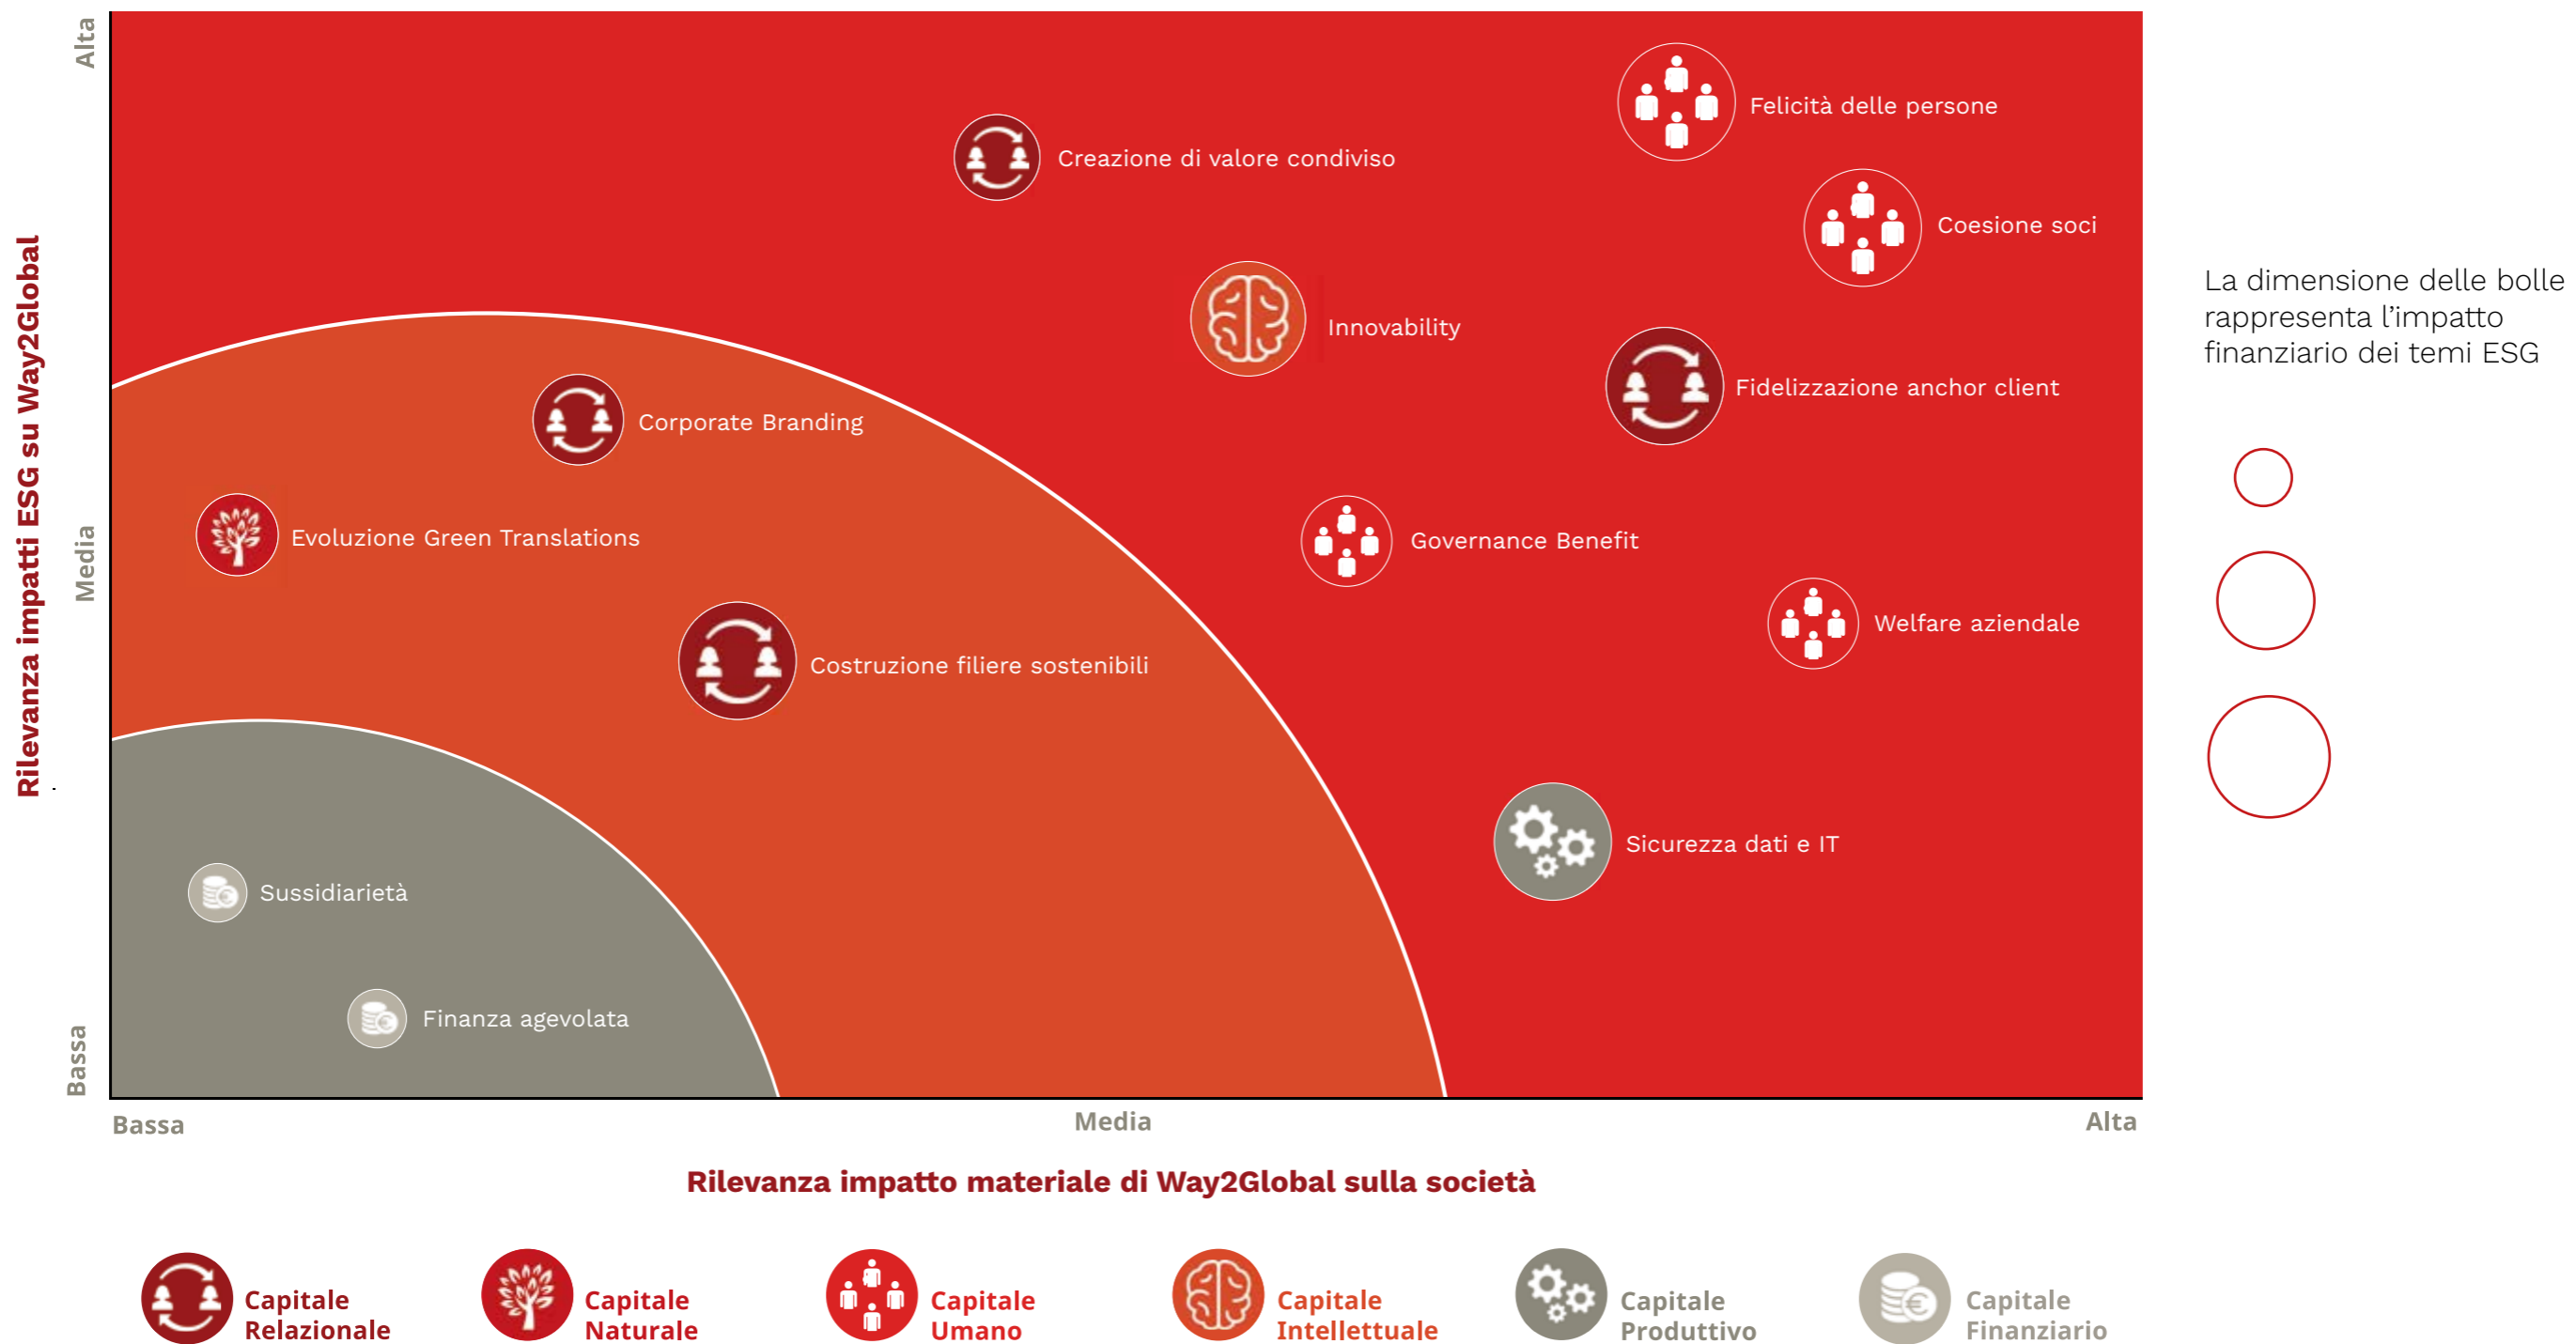 Alta
Felicità delle persone
Creazione di valore condiviso
Coesione soci
La dimensione delle bolle
rappresenta l'impatto
finanziario dei temi ESG
Innovability
Fidelizzazione anchor client
Corporate Branding
Rilevanza impatti ESG su Way2Global
Media
Evoluzione Green Translations
Governance Benefit
Welfare aziendale
Costruzione filiere sostenibili
Sicurezza dati e IT
Sussidiarietà
Finanza agevolata
Bassa
Bassa
Media
Alta
Rilevanza impatto materiale di Way2Global sulla società
Capitale
Relazionale
Capitale
Naturale
Capitale
Umano
Capitale
Intellettuale
Capitale
Produttivo
Capitale
Finanziario